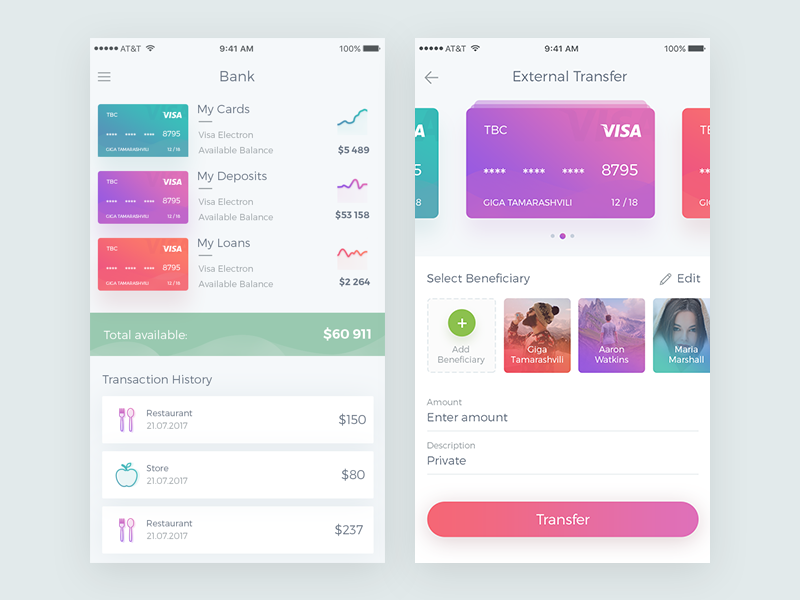 AT&T 9:41 AM 100%
Bank
TBC VISA
**** **** **** 8795
GIGA TAMARASHVILI 12 / 18
My Cards
Visa Electron
Available Balance
$5 489
TBC VISA
**** **** **** 8795
GIGA TAMARASHVILI 12 / 18
My Deposits
Visa Electron
Available Balance
$53 158
TBC VISA
**** **** **** 8795
GIGA TAMARASHVILI 12 / 18
My Loans
Visa Electron
Available Balance
$2 264
Total available: $60 911
Transaction History
Restaurant
21.07.2017
$150
Store
21.07.2017
$80
Restaurant
21.07.2017
$237
AT&T 9:41 AM 100%
External Transfer
A
5
8
TBC VISA
**** **** **** 8795
GIGA TAMARASHVILI 12 / 18
Select Beneficiary
Edit
Add
Beneficiary
Giga
Tamarashvili
Aaron
Watkins
Maria
Marshall
Amount
Enter amount
Description
Private
Transfer